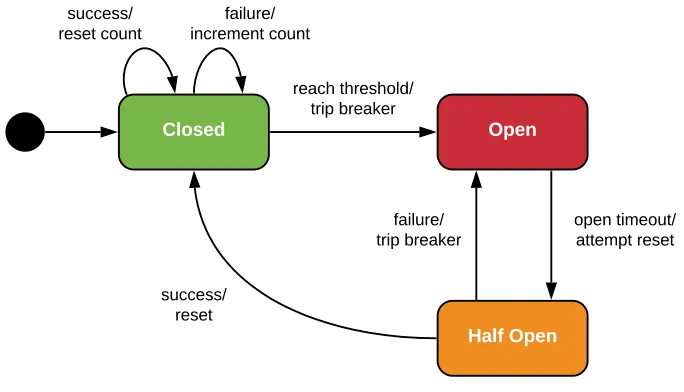 success/
reset count
failure/
increment count
reach threshold/
trip breaker
Closed
Open
failure/
trip breaker
open timeout/
attempt reset
success/
reset
Half Open